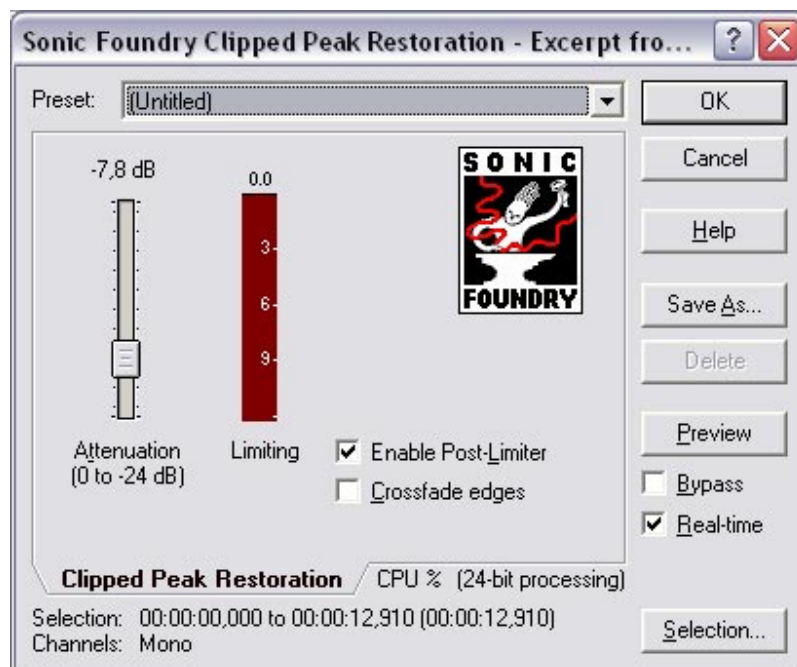 Sonic Foundry Clipped Peak Restoration - Excerpt fro...
Preset: (Untitled)
OK
Cancel
Help
Save As...
Delete
Preview
Bypass
Real-time
-7,8 dB
0.0
3-
6-
9-
-
Attenuation
(0 to -24 dB)
Limiting
Enable Post-Limiter
Crossfade edges
SONIC
FOUNDRY
Clipped Peak Restoration / CPU % (24-bit processing)
Selection: 00:00:00,000 to 00:00:12,910 (00:00:12,910)
Channels: Mono
Selection...